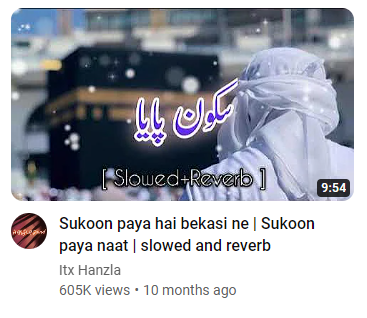 سکون پایا
[ Slowed+Reverb ]
9:54
Sukoon paya hai bekasi ne | Sukoon
paya naat | slowed and reverb
Itx Hanzla
605K views • 10 months ago